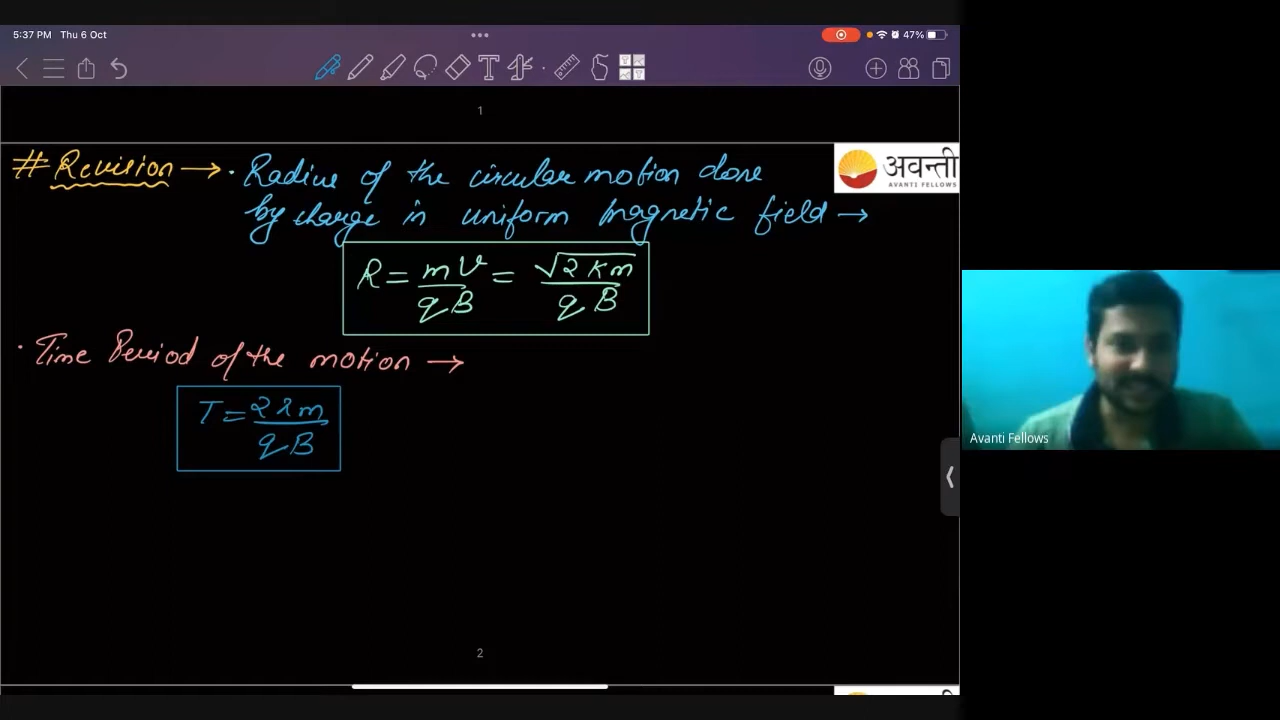 5:37 PM Thu 6 Oct
47%
1
# Revision → · Radius of the circular motion done
by charge in uniform magnetic field →
अवन्ती
AVANTI FELLOWS
R = mV/qB = √2km/qB
· Time Period of the motion →
T = 2πm/qB
Avanti Fellows
2